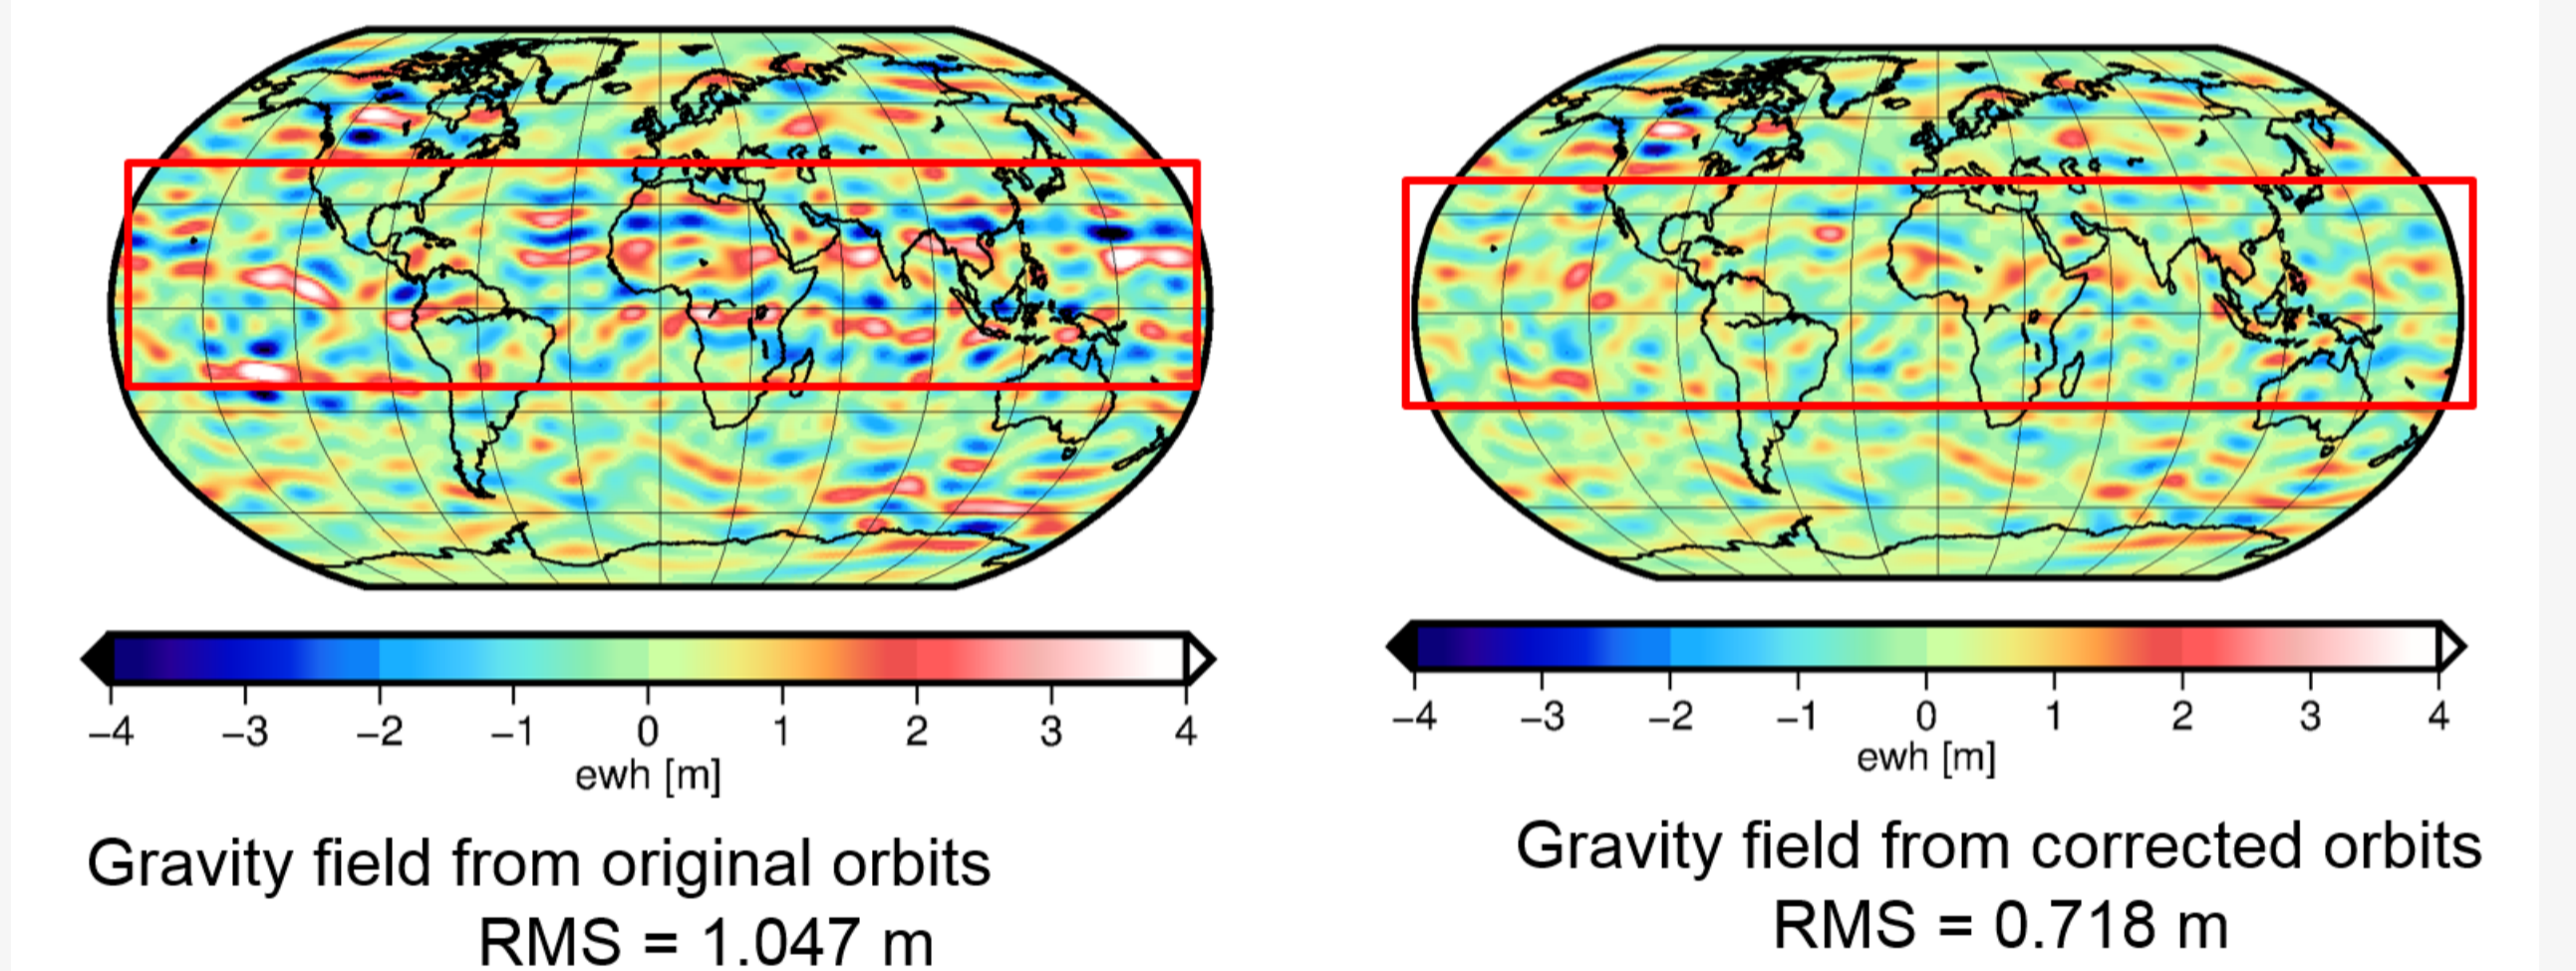 −4 −3 −2 −1 0 1 2 3 4
ewh [m]
Gravity field from original orbits
RMS = 1.047 m
−4 −3 −2 −1 0 1 2 3 4
ewh [m]
Gravity field from corrected orbits
RMS = 0.718 m